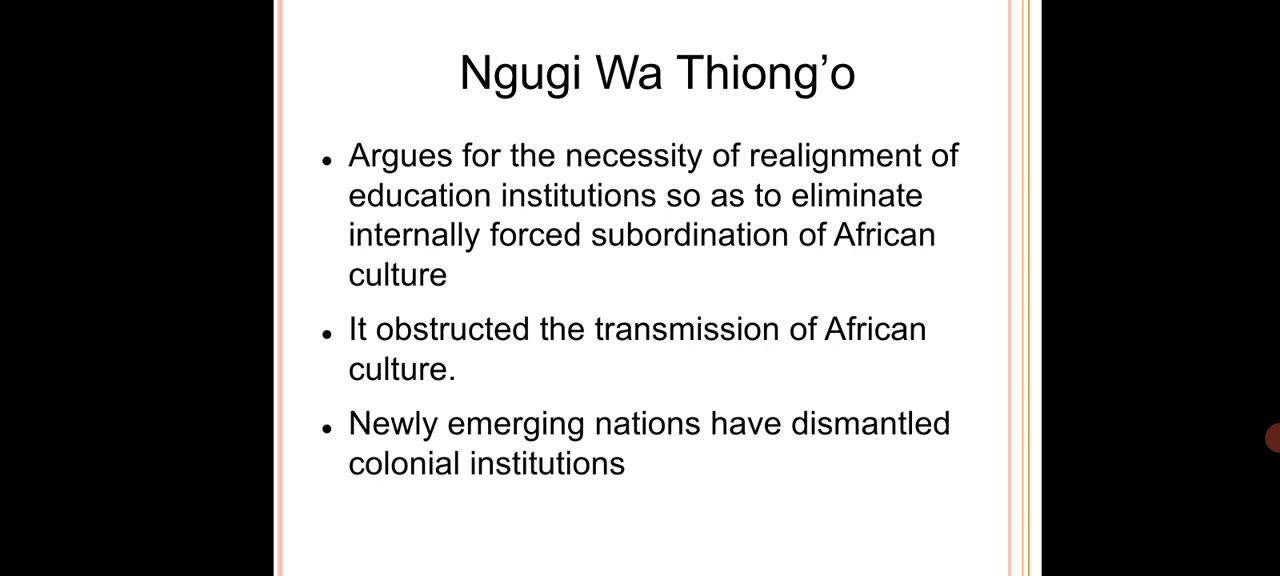 Ngugi Wa Thiong’o
• Argues for the necessity of realignment of
education institutions so as to eliminate
internally forced subordination of African
culture
• It obstructed the transmission of African
culture.
• Newly emerging nations have dismantled
colonial institutions